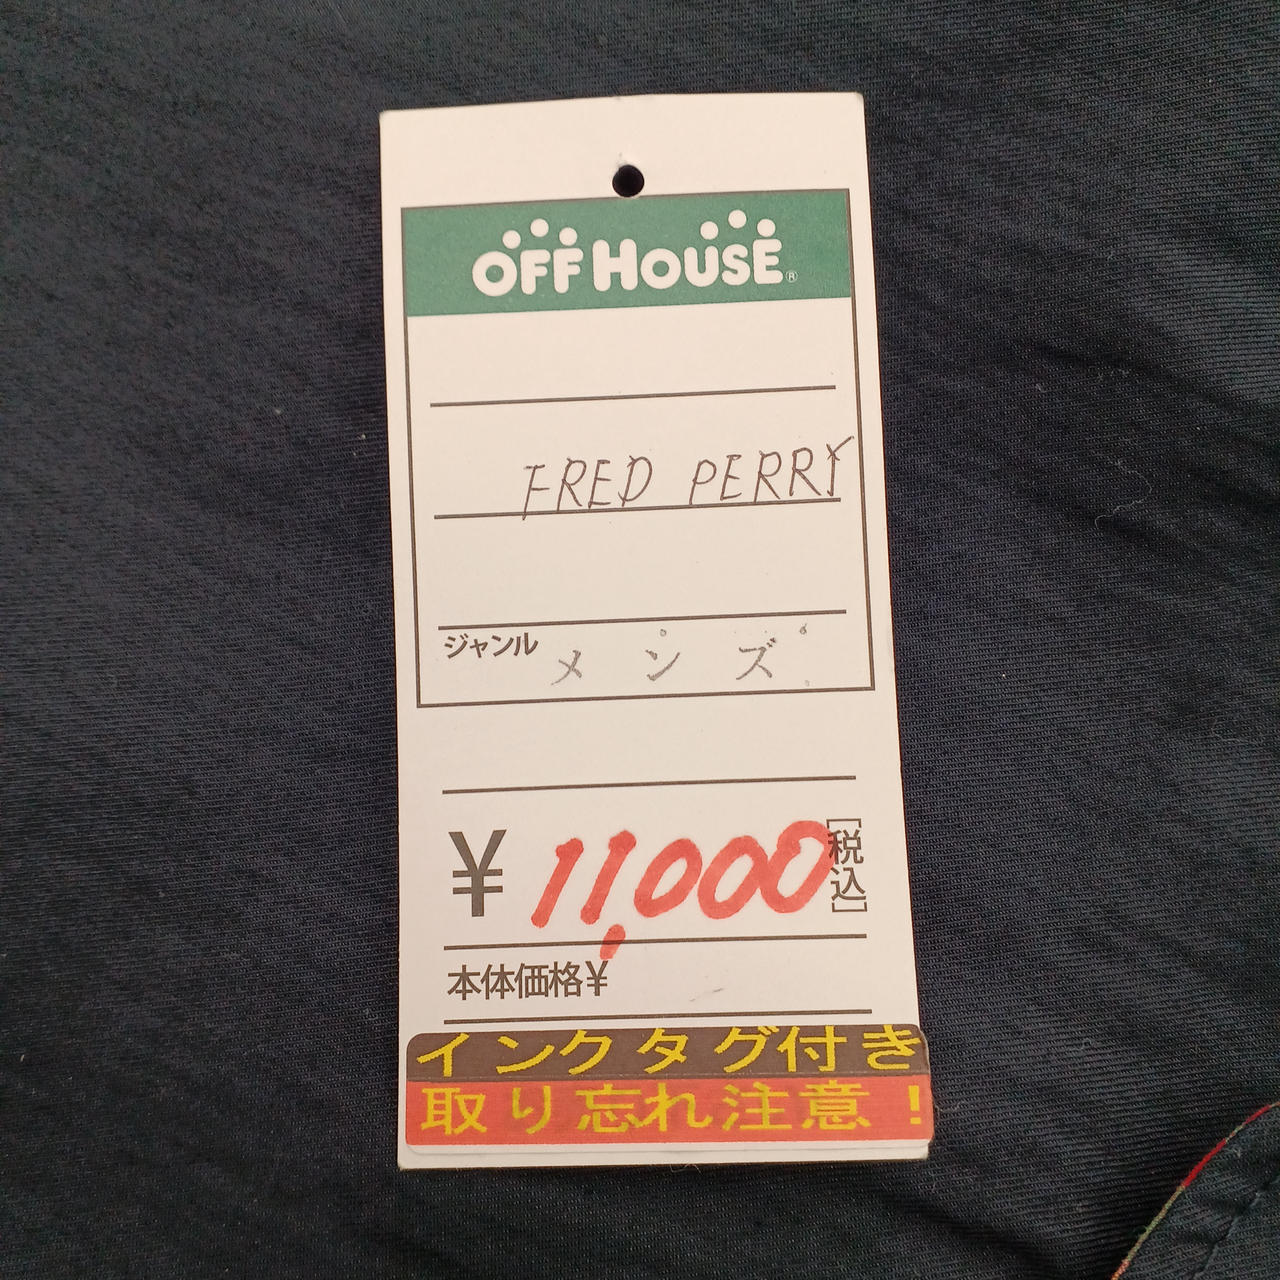 OFF HOUSE®
FRED PERRY
ジャンル メンズ
¥ 11,000 [税込]
本体価格¥
インクタグ付き
取り忘れ注意!